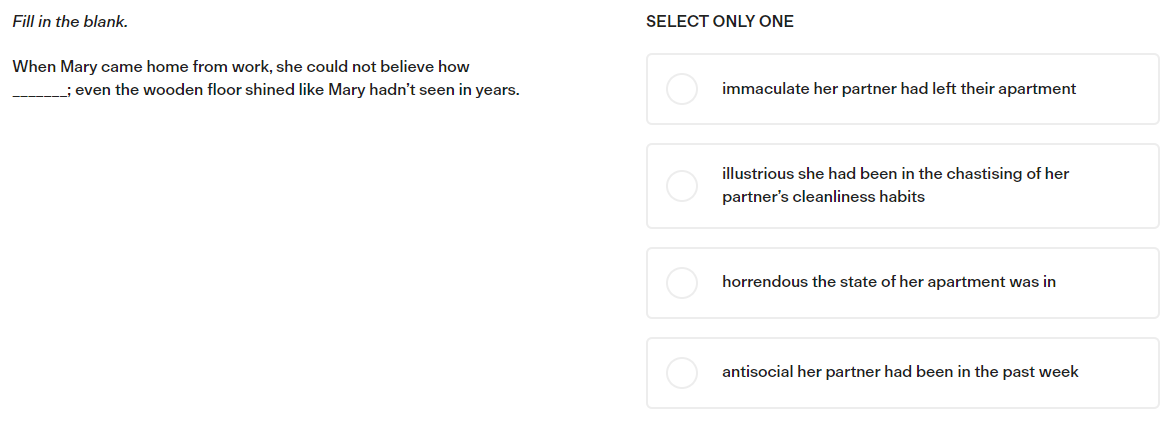 Fill in the blank.
When Mary came home from work, she could not believe how
_______; even the wooden floor shined like Mary hadn’t seen in years.
SELECT ONLY ONE
immaculate her partner had left their apartment
illustrious she had been in the chastising of her
partner’s cleanliness habits
horrendous the state of her apartment was in
antisocial her partner had been in the past week